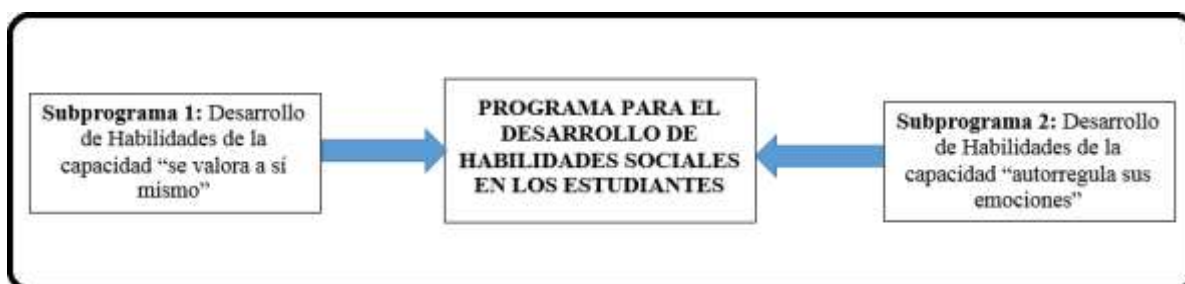 Subprograma 1: Desarrollo
de Habilidades de la
capacidad “se valora a sí
mismo”
PROGRAMA PARA EL
DESARROLLO DE
HABILIDADES SOCIALES
EN LOS ESTUDIANTES
Subprograma 2: Desarrollo
de Habilidades de la
capacidad “autorregula sus
emociones”